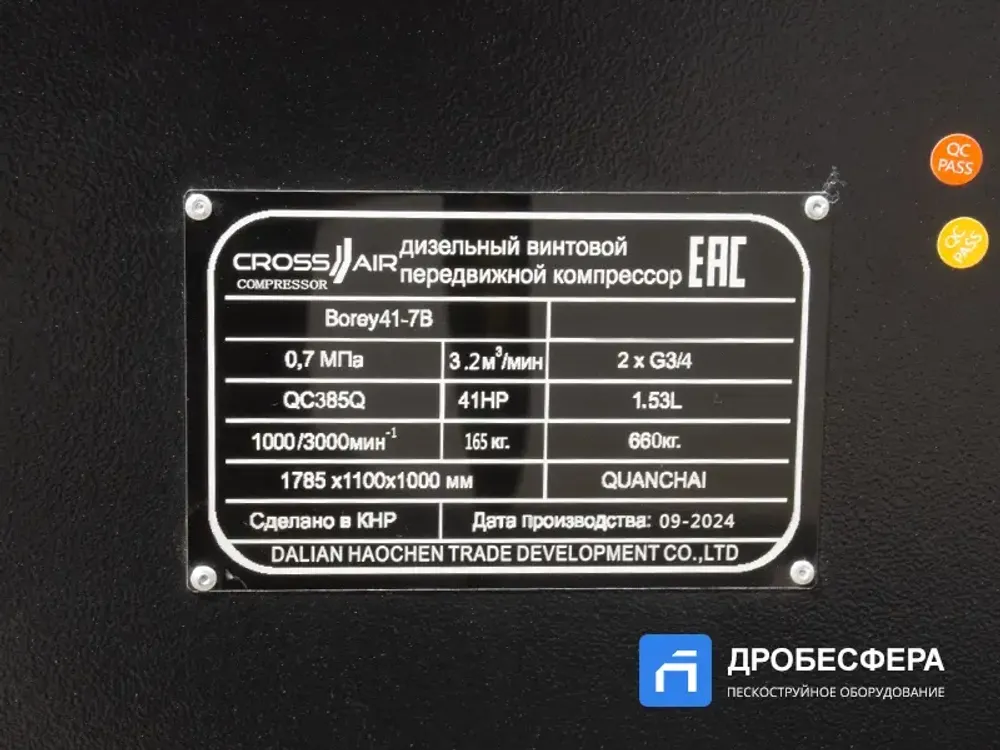 QC
PASS
QC
PASS
CROSS AIR
COMPRESSOR
дизельный винтовой
передвижной компрессор
EAC
Borey41-7B
0,7 МПа 3.2м³/мин 2 x G3/4
QC385Q 41HP 1.53L
1000/3000мин⁻¹ 165 кг. 660кг.
1785 x1100x1000 мм QUANCHAI
Сделано в КНР Дата производства: 09-2024
DALIAN HAOCHEN TRADE DEVELOPMENT CO.,LTD
ДРОБЕСФЕРА
ПЕСКОСТРУЙНОЕ ОБОРУДОВАНИЕ